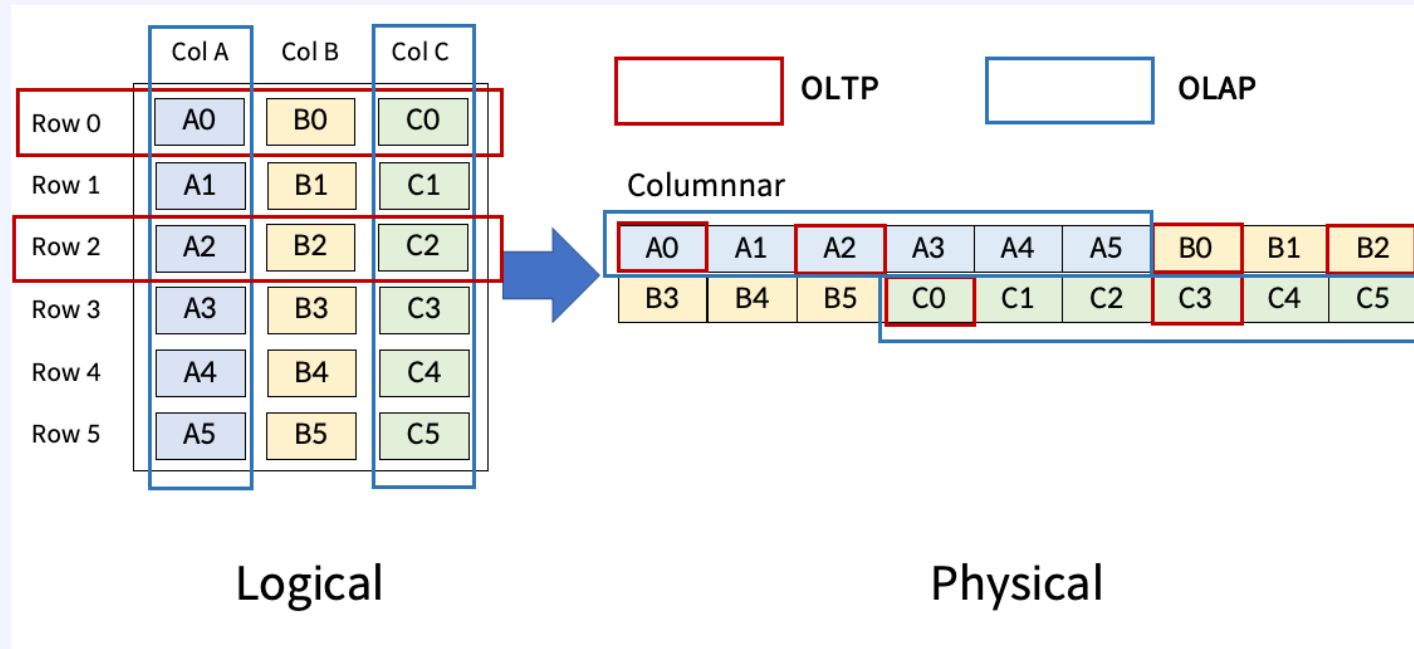 Col A Col B Col C
OLTP OLAP
Row 0 A0 B0 C0
Row 1 A1 B1 C1
Columnnar
Row 2 A2 B2 C2
A0 A1 A2 A3 A4 A5 B0 B1 B2
B3 B4 B5 C0 C1 C2 C3 C4 C5
Row 3 A3 B3 C3
Row 4 A4 B4 C4
Row 5 A5 B5 C5
Logical Physical